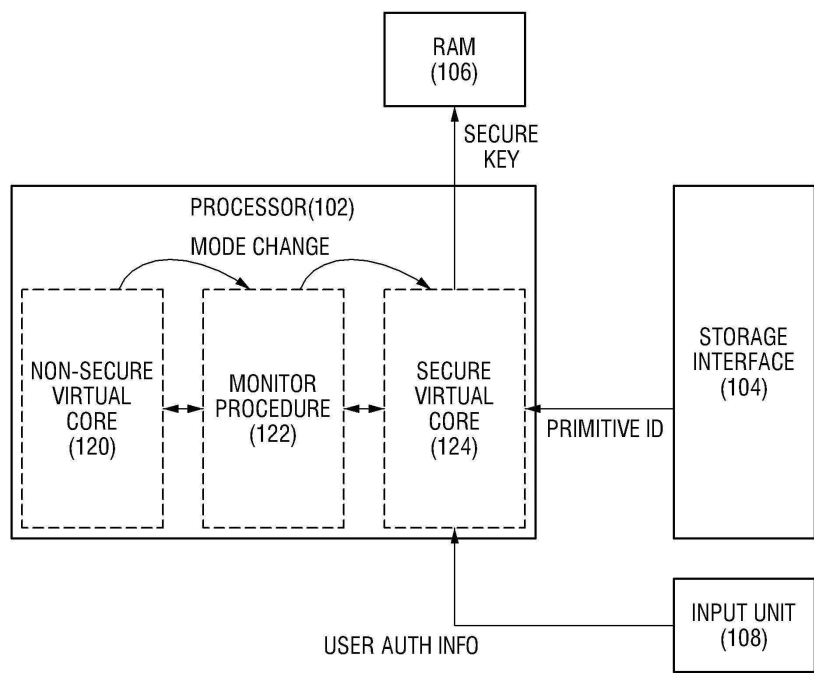 RAM
(106)
SECURE
KEY
PROCESSOR(102)
MODE CHANGE
NON-SECURE
VIRTUAL
CORE
(120)
MONITOR
PROCEDURE
(122)
SECURE
VIRTUAL
CORE
(124)
STORAGE
INTERFACE
(104)
PRIMITIVE ID
INPUT UNIT
(108)
USER AUTH INFO